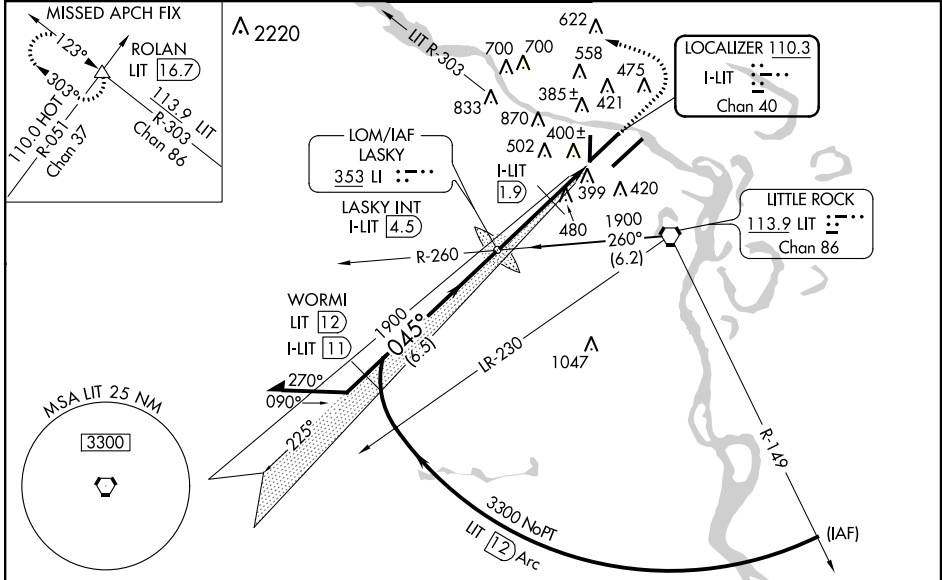 MISSED APCH FIX
123°
303°
ROLAN
LIT 16.7
110.0 HOT
R-051
Chan 37
113.9 LIT
R-303
Chan 86
2220
LIT R-303
622
700
700
558
475
385±
421
833
870
400±
502
399
420
480
LOCALIZER 110.3
I-LIT
Chan 40
LOM/IAF
LASKY
353 LI
LASKY INT
I-LIT 4.5
I-LIT
1.9
1900
260°
(6.2)
R-260
LITTLE ROCK
113.9 LIT
Chan 86
WORMI
LIT 12
I-LIT 11
1900
045°
(6.5)
LR-230
1047
270°
090°
225°
MSA LIT 25 NM
3300
R-149
3300 NoPT
LIT 12 Arc
(IAF)